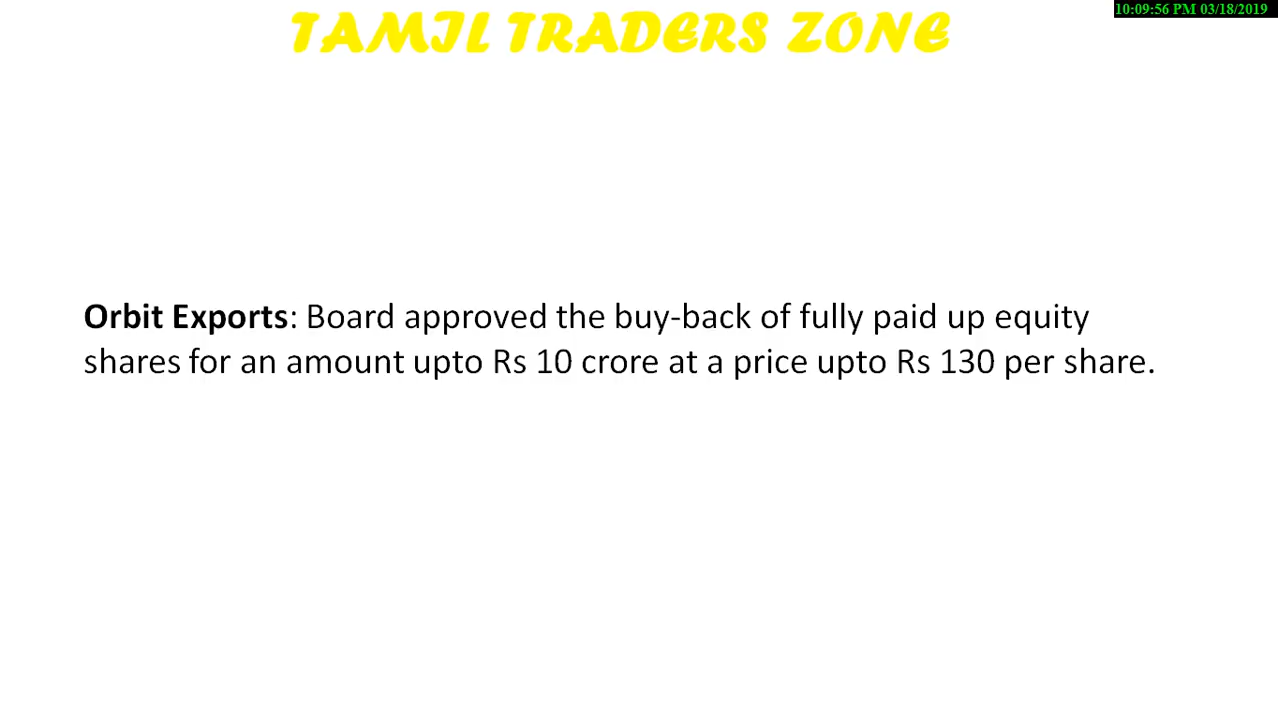 TAMIL TRADERS ZONE
10:09:56 PM 03/18/2019
Orbit Exports: Board approved the buy-back of fully paid up equity
shares for an amount upto Rs 10 crore at a price upto Rs 130 per share.